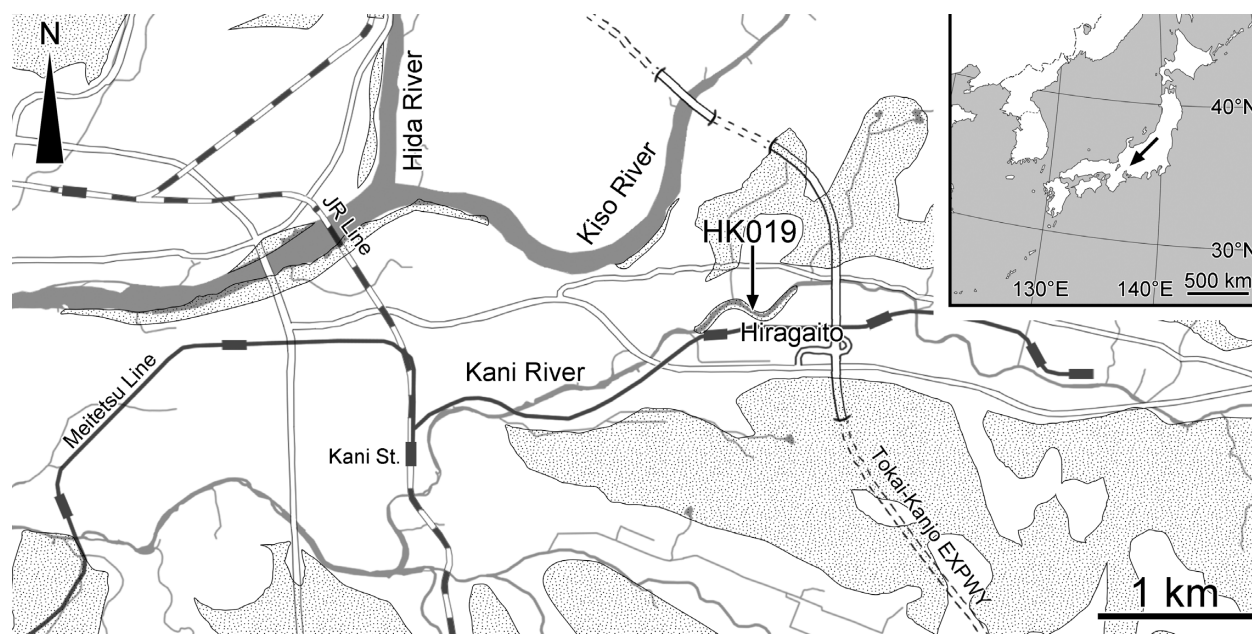 N
Hida River
Kiso River
JR Line
HK019
Hiragaito
Kani River
Meitetsu Line
Kani St.
Tokai-Kanjo EXPWY
1 km
40°N
30°N
130°E
140°E
500 km